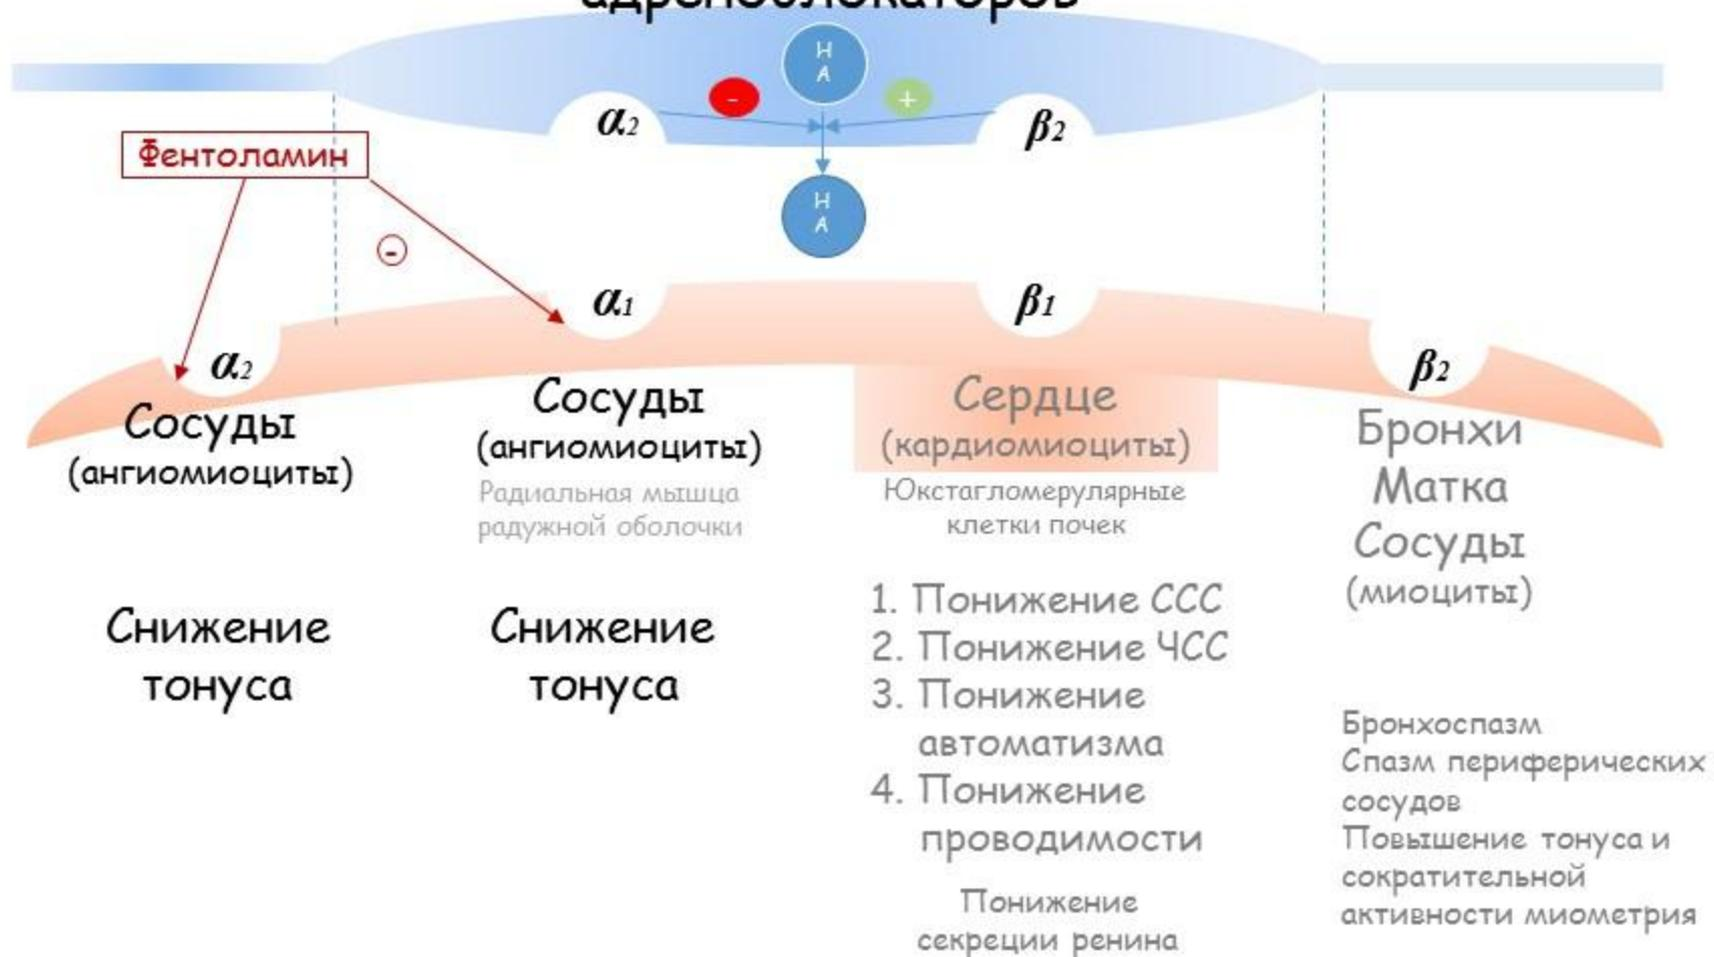 адреноблокаторов
Н
А
-
+
α2
β2
Фентоламин
Н
А
-
α1
β1
α2
β2
Сосуды
(ангиомиоциты)
Сосуды
(ангиомиоциты)
Радиальная мышца
радужной оболочки
Сердце
(кардиомиоциты)
Юкстагломерулярные
клетки почек
Бронхи
Матка
Сосуды
(миоциты)
Снижение
тонуса
Снижение
тонуса
1. Понижение ССС
2. Понижение ЧСС
3. Понижение
автоматизма
4. Понижение
проводимости
Понижение
секреции ренина
Бронхоспазм
Спазм периферических
сосудов
Повышение тонуса и
сократительной
активности миометрия